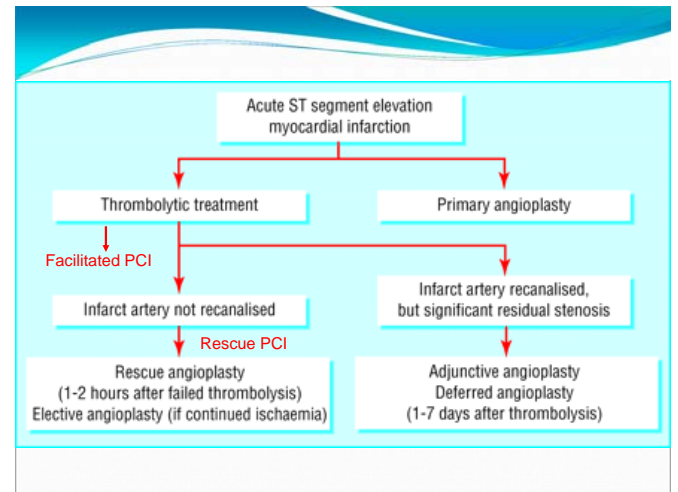 Acute ST segment elevation
myocardial infarction
Thrombolytic treatment
Primary angioplasty
Facilitated PCI
Infarct artery not recanalised
Infarct artery recanalised,
but significant residual stenosis
Rescue PCI
Rescue angioplasty
(1-2 hours after failed thrombolysis)
Elective angioplasty (if continued ischaemia)
Adjunctive angioplasty
Deferred angioplasty
(1-7 days after thrombolysis)